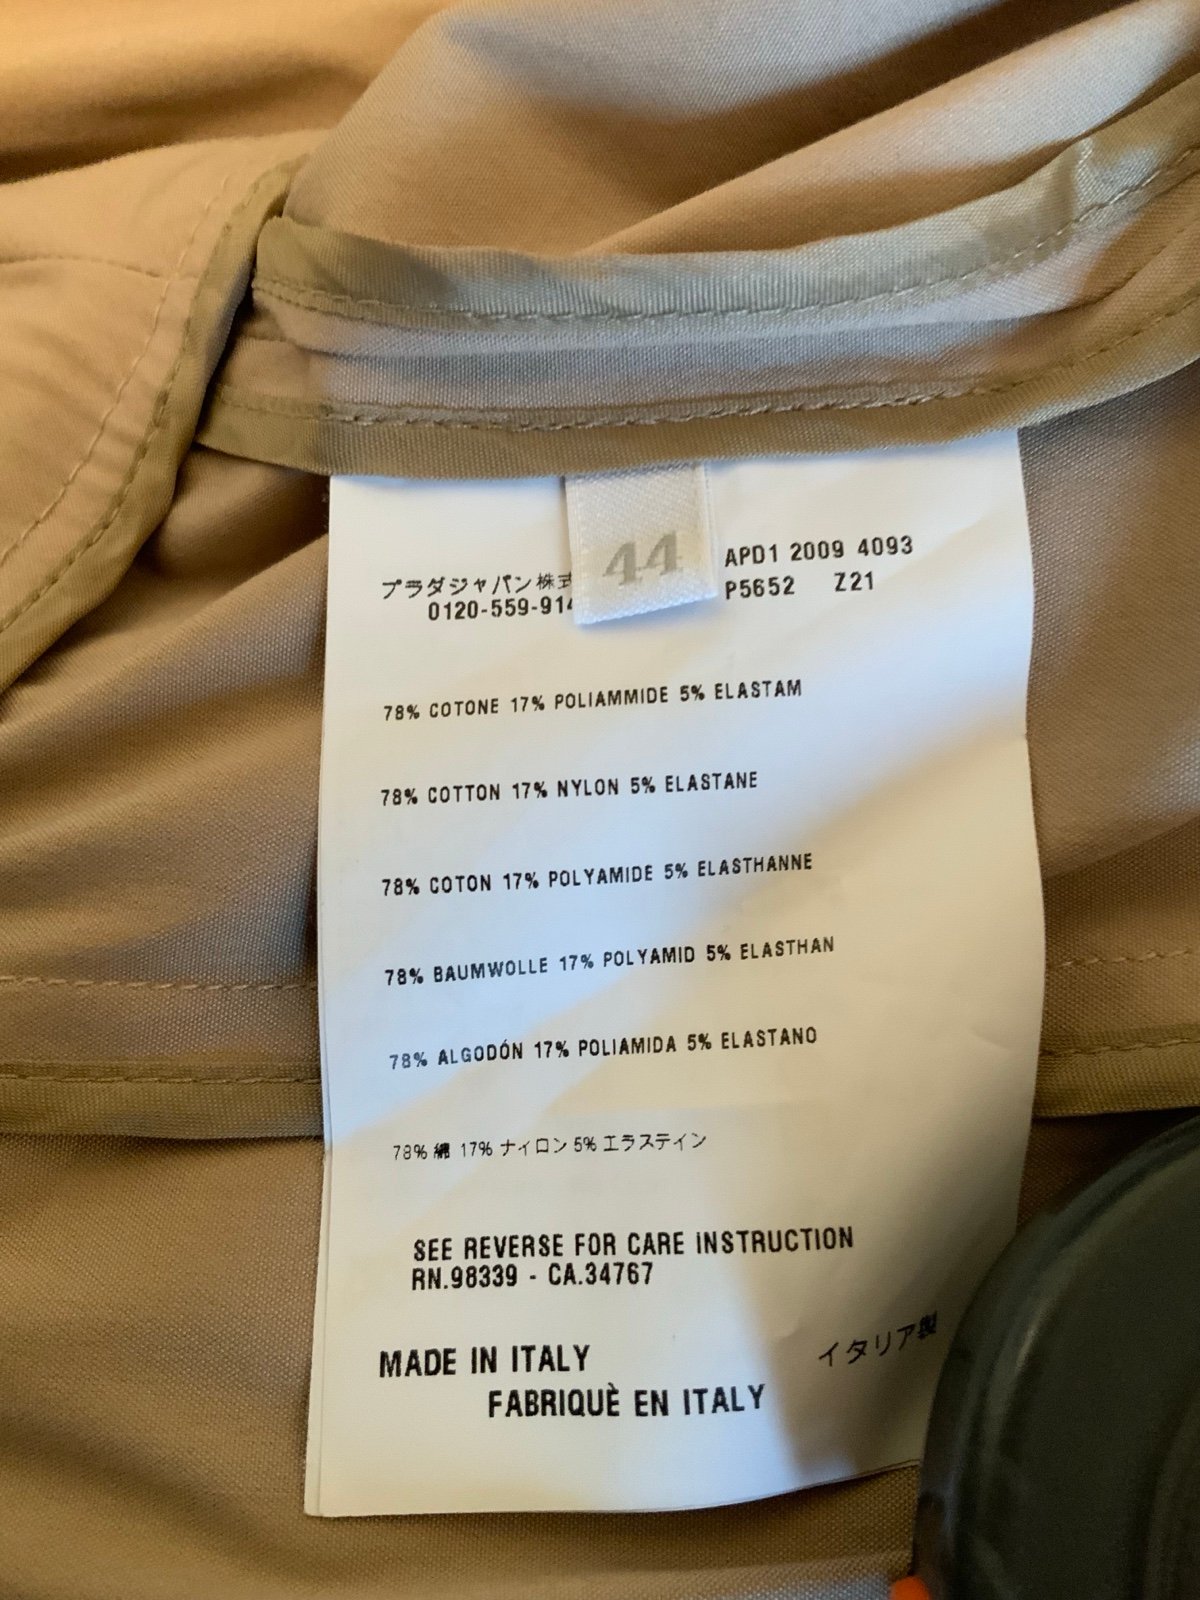 44
プラダジャパン株式
0120-559-914
APD1 2009 4093
P5652 Z21
78% COTONE 17% POLIAMMIDE 5% ELASTAM
78% COTTON 17% NYLON 5% ELASTANE
78% COTON 17% POLYAMIDE 5% ELASTHANNE
78% BAUMWOLLE 17% POLYAMID 5% ELASTHAN
78% ALGODÓN 17% POLIAMIDA 5% ELASTANO
78% 綿 17% ナイロン 5% エラステイン
SEE REVERSE FOR CARE INSTRUCTION
RN.98339 - CA.34767
MADE IN ITALY
イタリア製
FABRIQUÈ EN ITALY